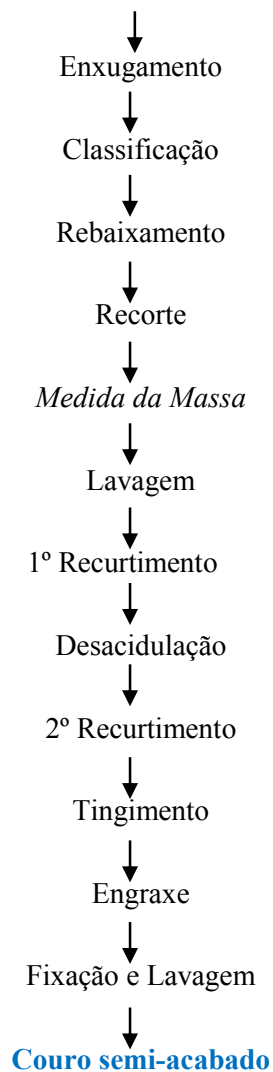 Enxugamento
Classificação
Rebaixamento
Recorte
Medida da Massa
Lavagem
1º Recurtimento
Desacidulação
2º Recurtimento
Tingimento
Engraxe
Fixação e Lavagem
Couro semi-acabado